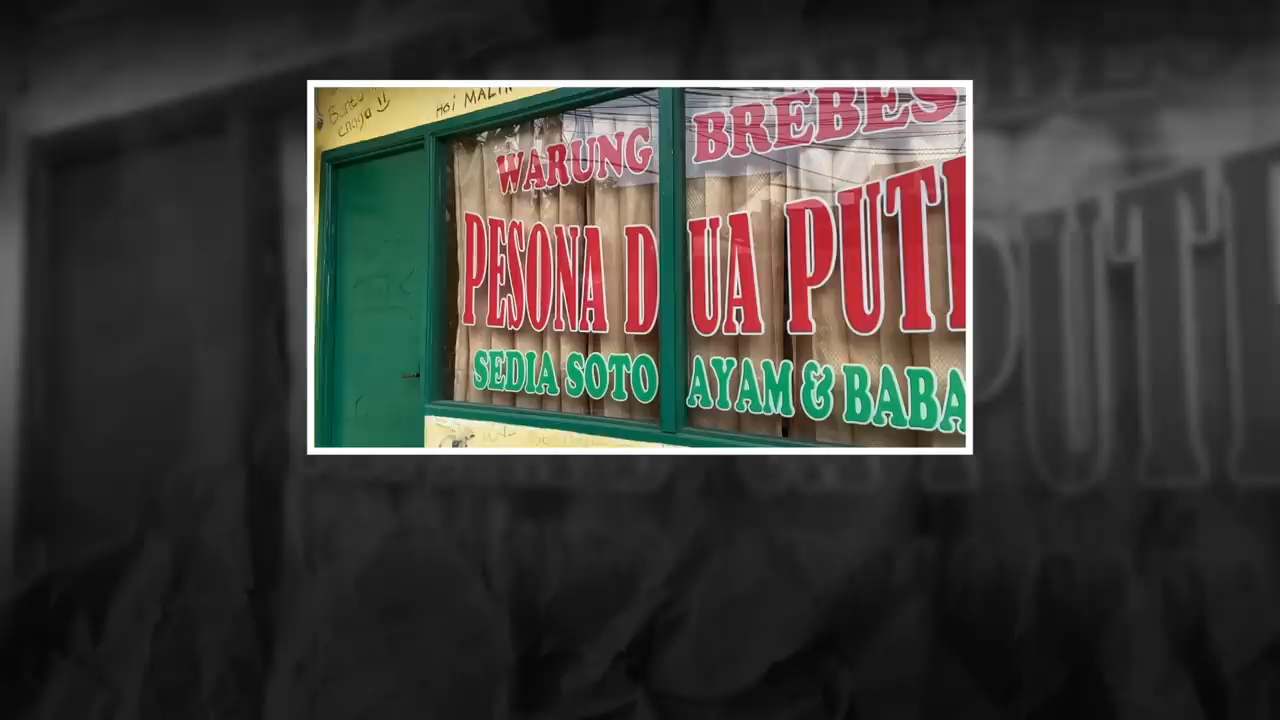 Hoi MALIN
WARUNG BREBES
PESONA DUA PUTI
SEDIA SOTO AYAM & BABA